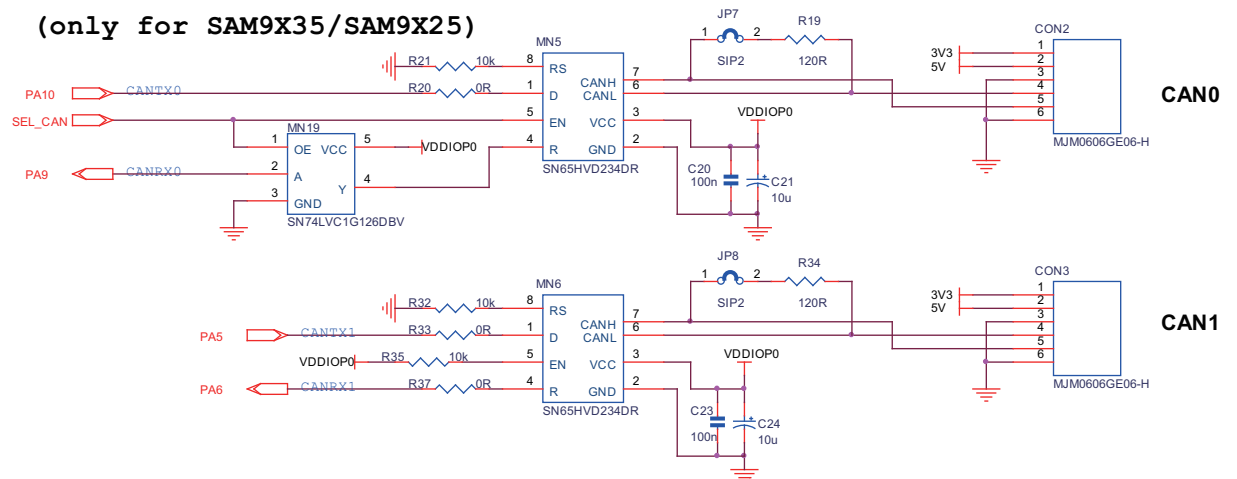 (only for SAM9X35/SAM9X25)
JP7
1 2
R19
SIP2
120R
CON2
3V3
5V
1
2
3
4
5
6
MJM0606GE06-H
CAN0
MN5
R21 10k
8 RS
PA10 CANTX0 R20 0R
1 D
SEL_CAN
5 EN
4 R
CANH 7
CANL 6
VCC 3
GND 2
SN65HVD234DR
VDDIOP0
C20
100n
C21
10u
MN19
1 OE VCC 5
VDDIOP0
PA9 CANRX0
2 A
Y 4
3 GND
SN74LVC1G126DBV
JP8
1 2
R34
SIP2
120R
CON3
3V3
5V
1
2
3
4
5
6
MJM0606GE06-H
CAN1
MN6
R32 10k
8 RS
PA5 CANTX1 R33 0R
1 D
VDDIOP0 R35 10k
5 EN
PA6 CANRX1 R37 0R
4 R
CANH 7
CANL 6
VCC 3
GND 2
SN65HVD234DR
VDDIOP0
C23
100n
C24
10u